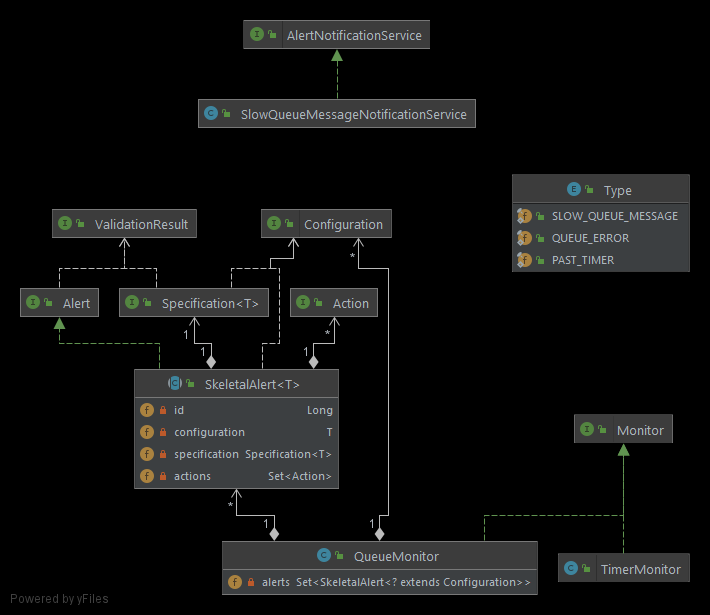 AlertNotificationService
SlowQueueMessageNotificationService
Type
SLOW_QUEUE_MESSAGE
QUEUE_ERROR
PAST_TIMER
ValidationResult
Configuration
*
Alert
Specification<T>
Action
1
*
1
1
SkeletalAlert<T>
id Long
configuration T
specification Specification<T>
actions Set<Action>
Monitor
*
1
1
QueueMonitor
alerts Set<SkeletalAlert<? extends Configuration>>
TimerMonitor
Powered by yFiles